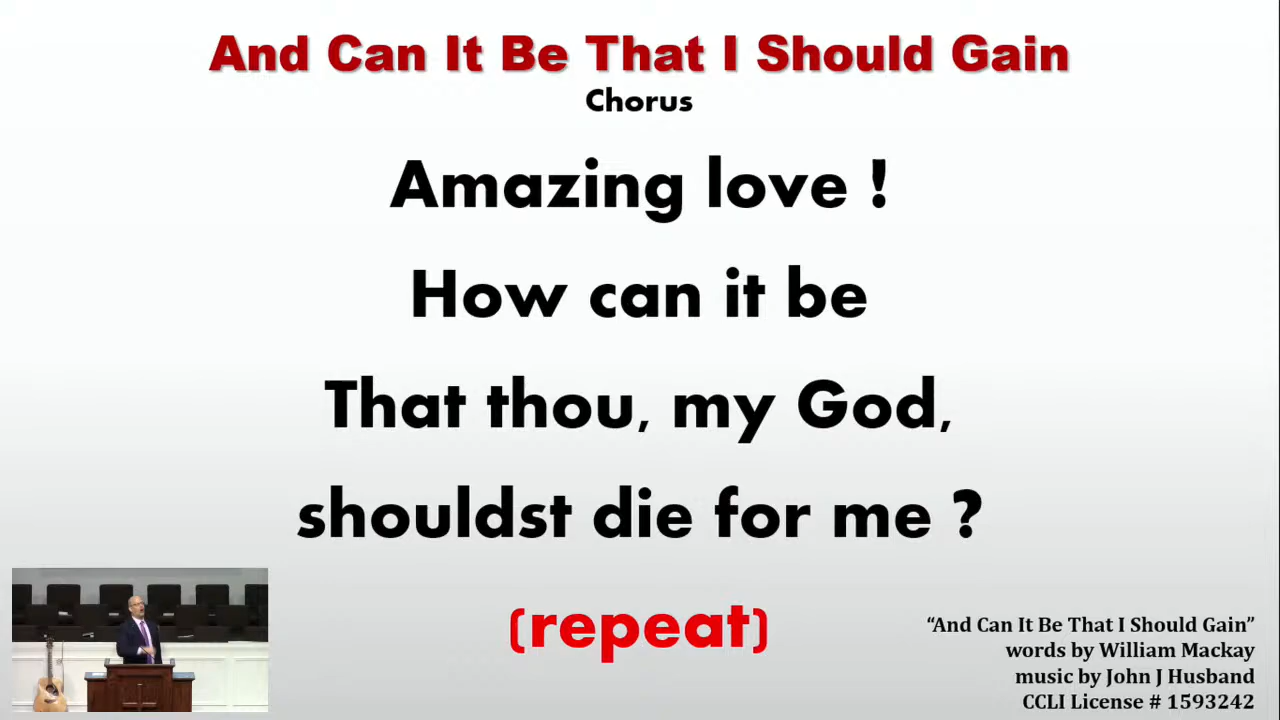 And Can It Be That I Should Gain
Chorus
Amazing love !
How can it be
That thou, my God,
shouldst die for me ?
(repeat)
“And Can It Be That I Should Gain”
words by William Mackay
music by John J Husband
CCLI License # 1593242